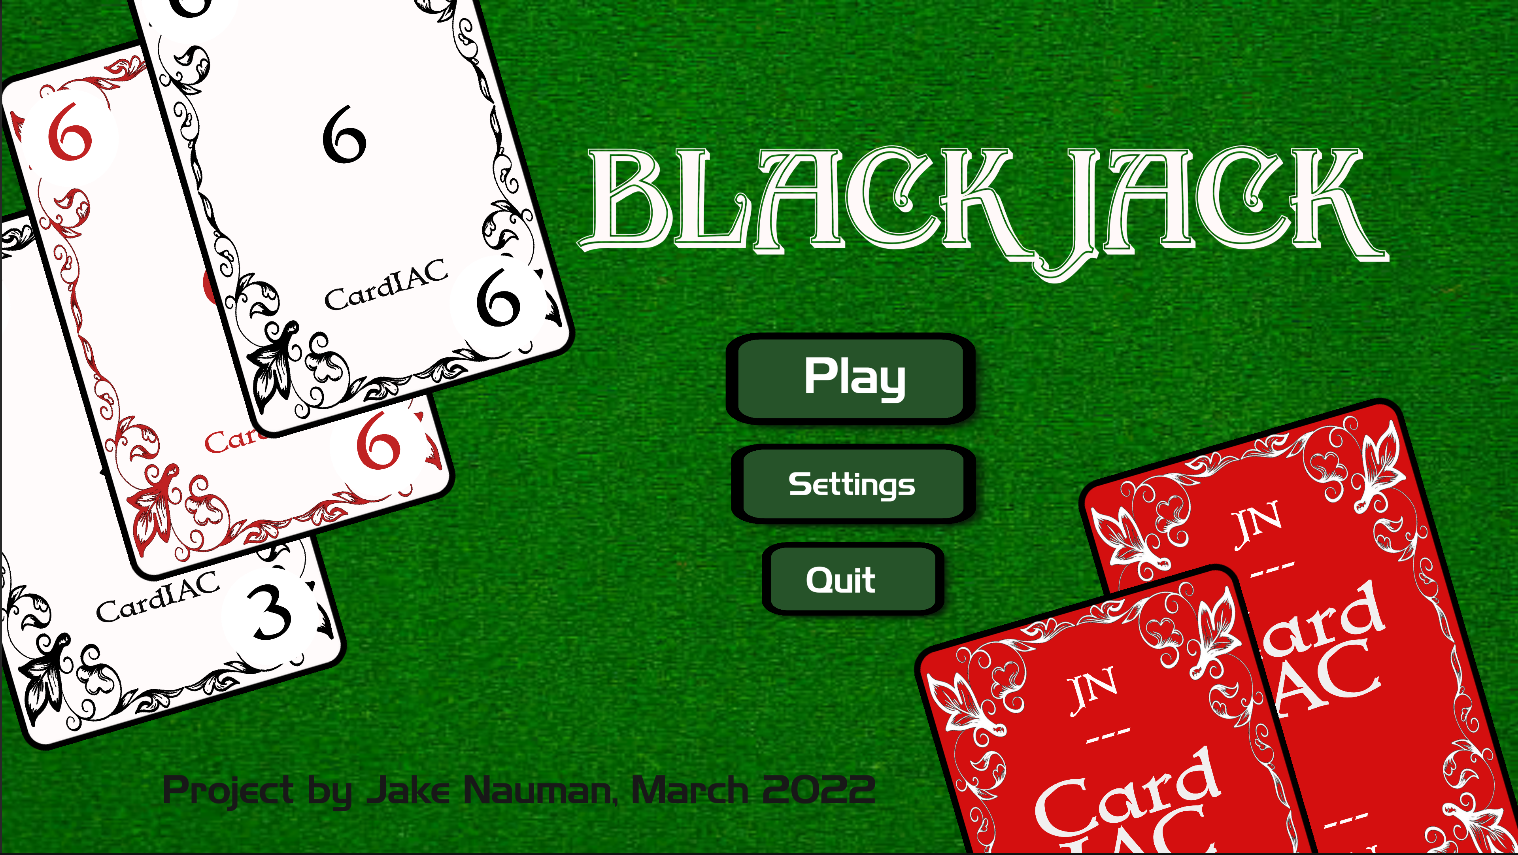 6
6
6
CardIAC
6
BLACK JACK
Play
Settings
Quit
Car
6
CardIAC
3
JN
---
ard
AC
---
JN
---
Card
IAC
Project by Jake Nauman, March 2022